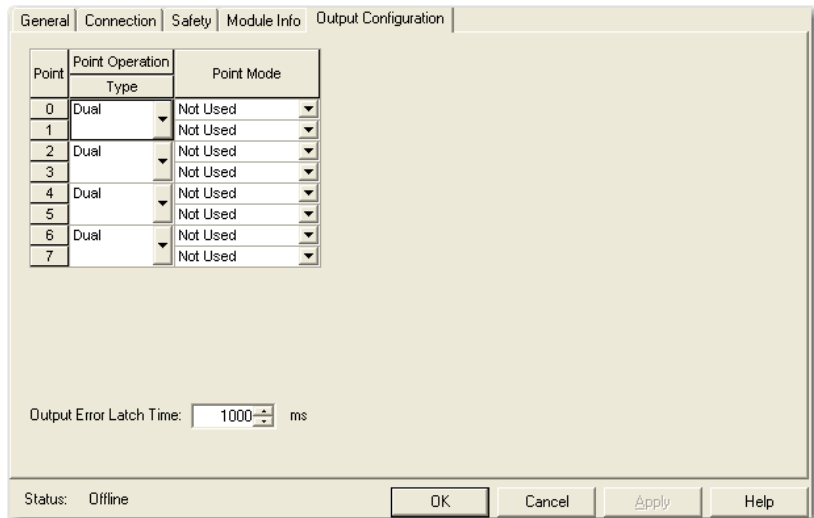 General Connection Safety Module Info Output Configuration
Point Point Operation Point Mode
Type
0 Dual Not Used
1 Not Used
2 Dual Not Used
3 Not Used
4 Dual Not Used
5 Not Used
6 Dual Not Used
7 Not Used
Output Error Latch Time: 1000 ms
Status: Offline OK Cancel Apply Help